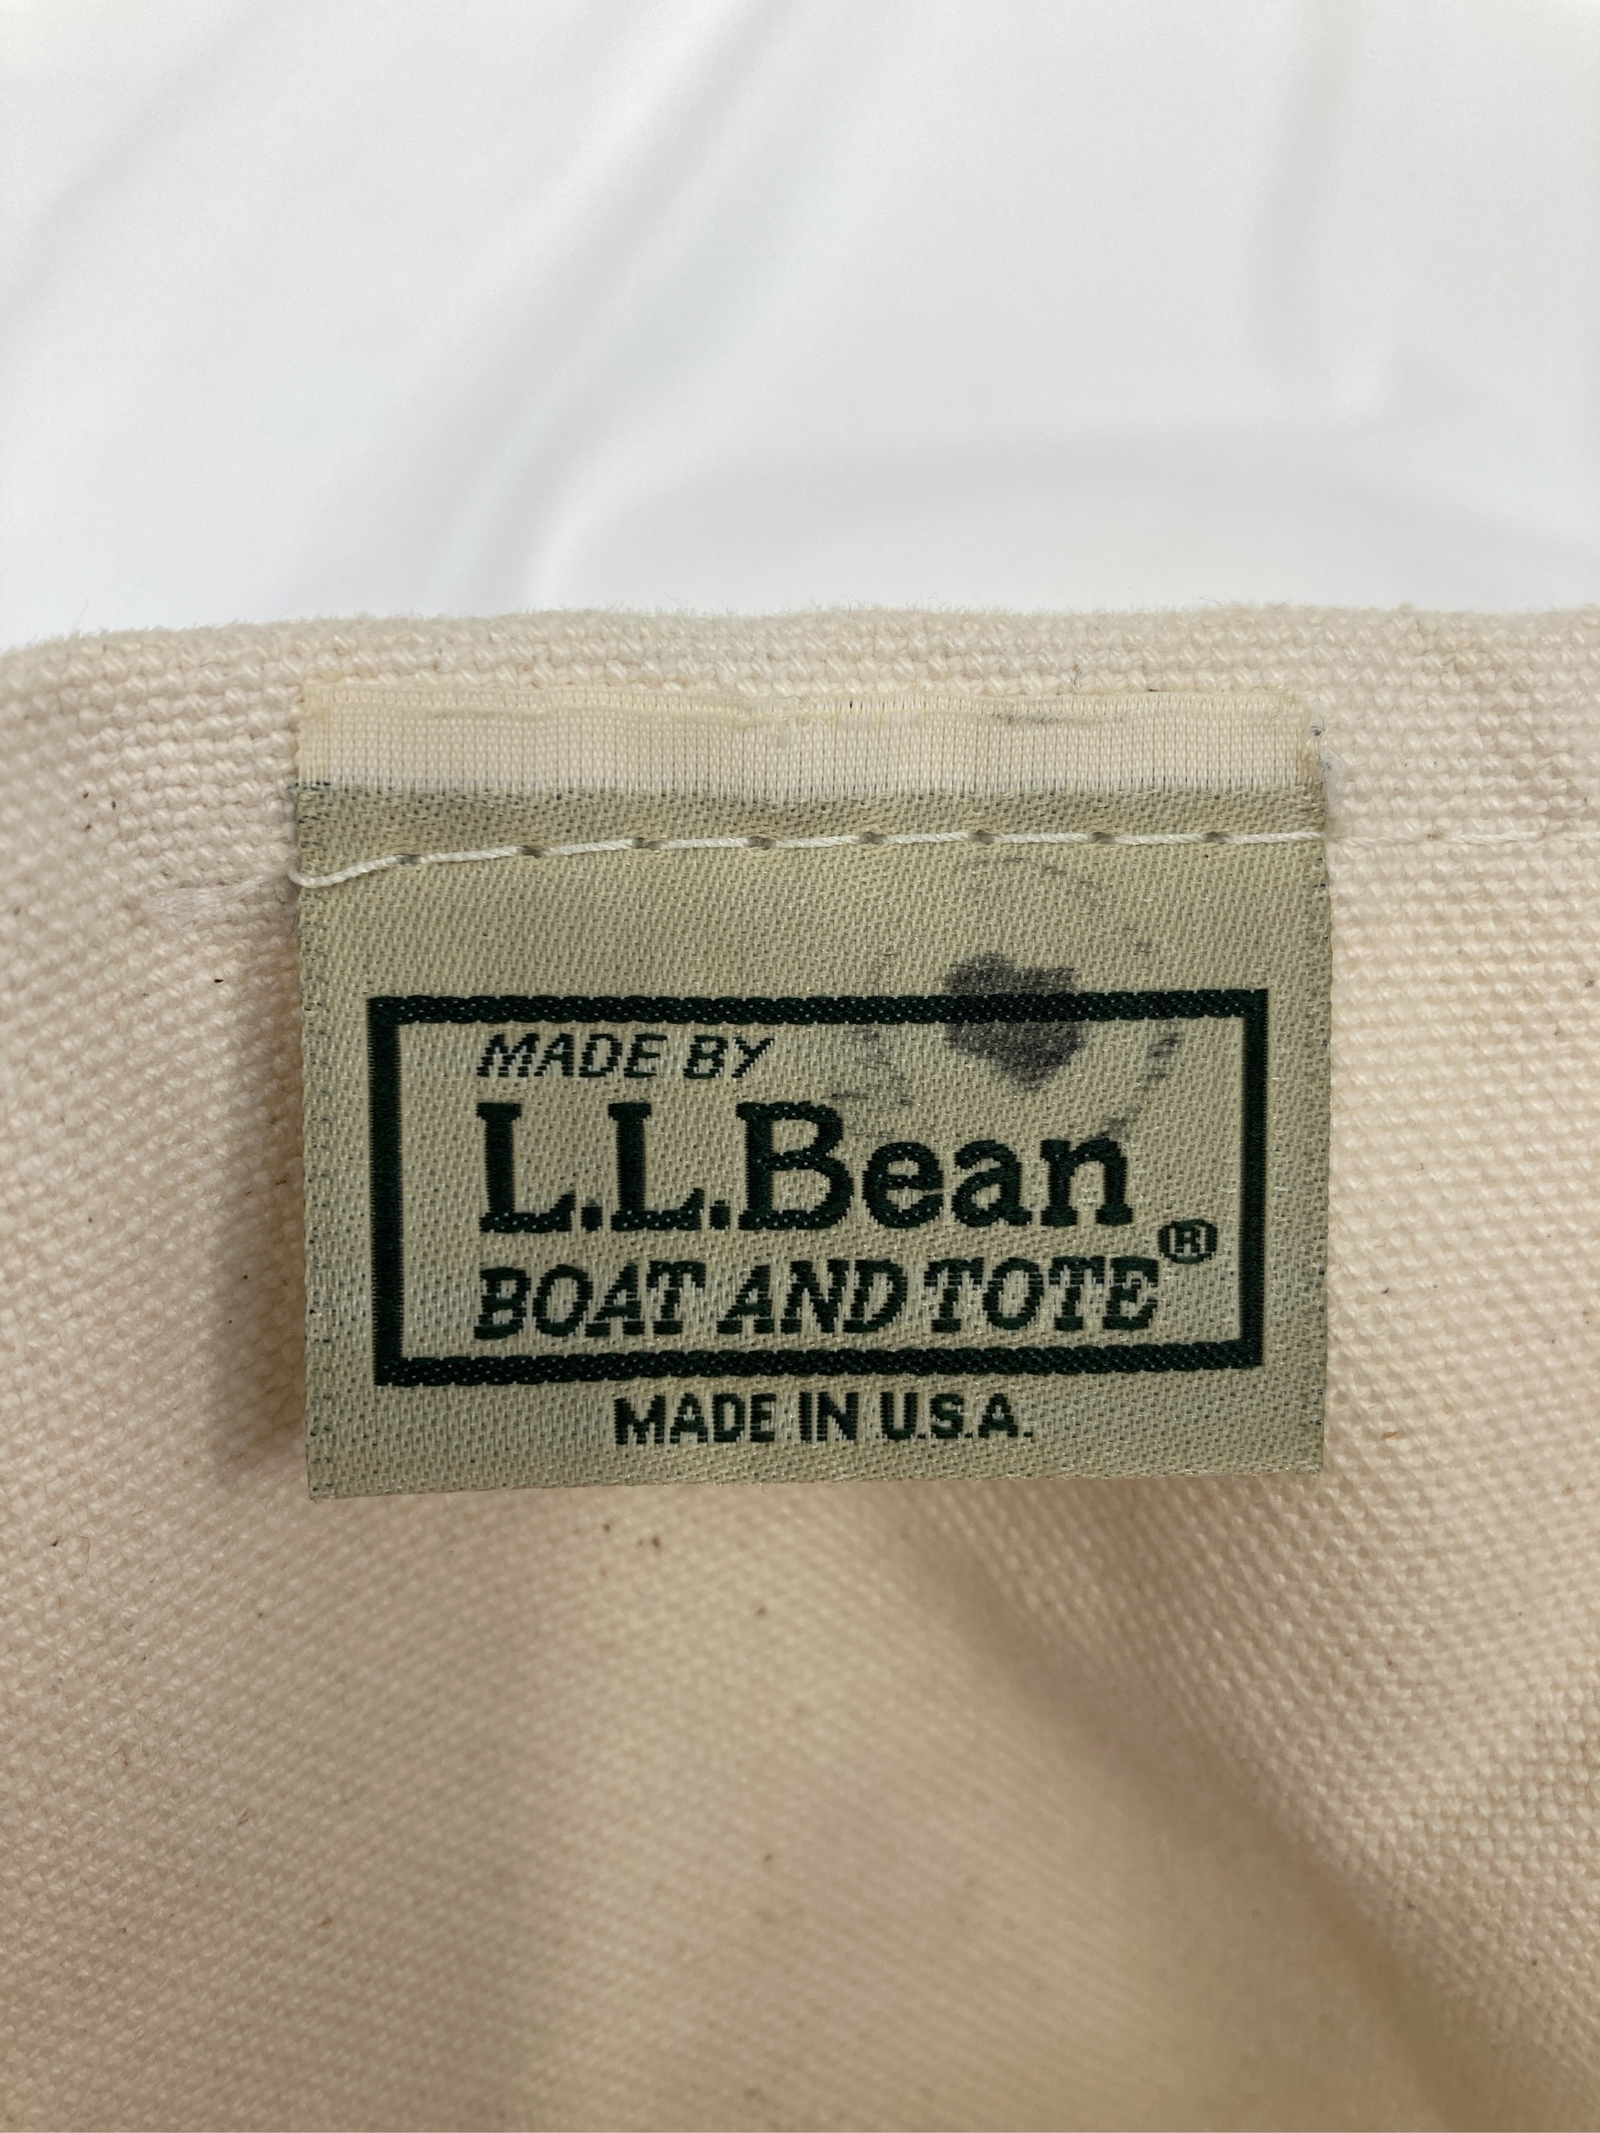 MADE BY
L.L.Bean
BOAT AND TOTE®
MADE IN U.S.A.